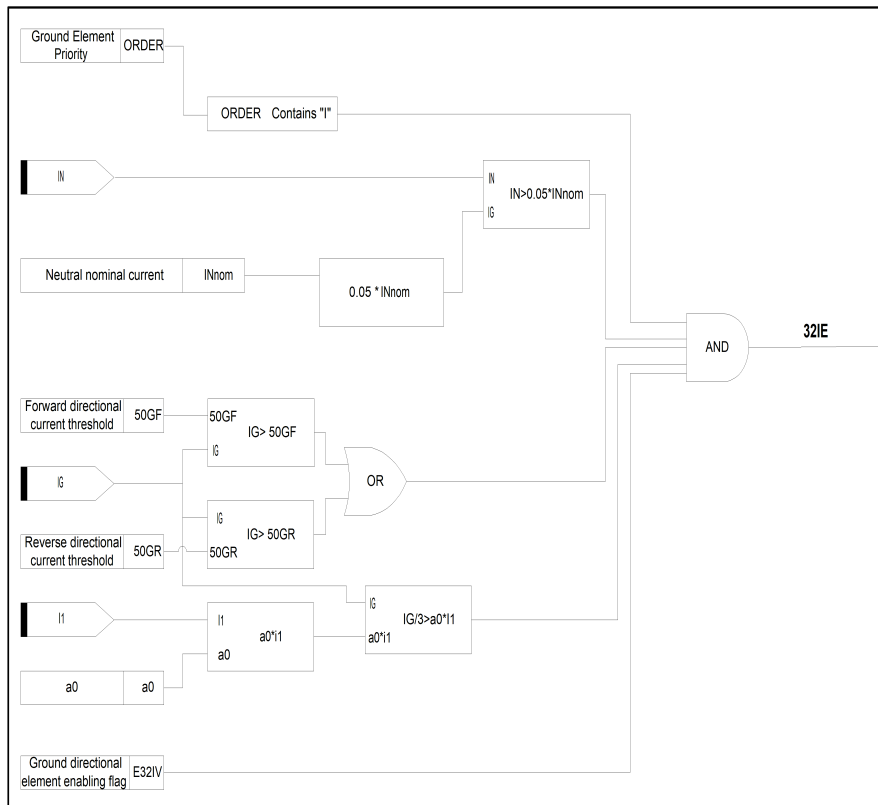 Ground Element
Priority
ORDER
ORDER Contains "I"
IN
IN
IG
IN>0.05*INnom
Neutral nominal current
INnom
0.05 * INnom
AND
32IE
Forward directional
current threshold
50GF
50GF
IG
IG> 50GF
IG
OR
IG
50GR
IG> 50GR
Reverse directional
current threshold
50GR
I1
I1
a0
a0*i1
IG
a0*i1
IG/3>a0*I1
a0
a0
Ground directional
element enabling flag
E32IV